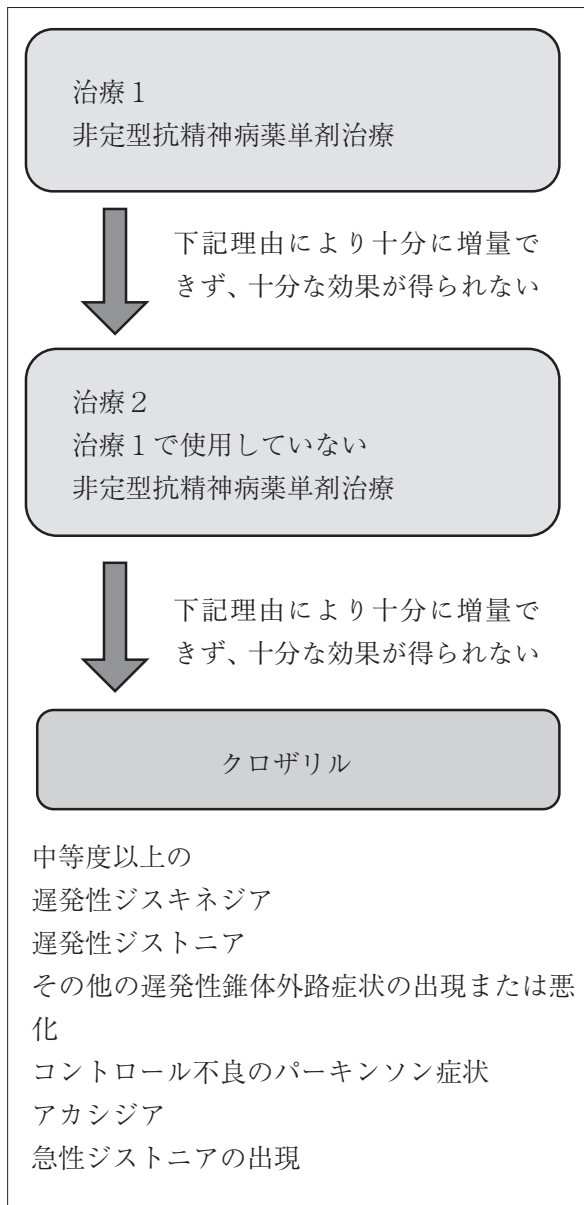 治療１
非定型抗精神病薬単剤治療
下記理由により十分に増量で
きず、十分な効果が得られない
治療２
治療１で使用していない
非定型抗精神病薬単剤治療
下記理由により十分に増量で
きず、十分な効果が得られない
クロザリル
中等度以上の
遅発性ジスキネジア
遅発性ジストニア
その他の遅発性錐体外路症状の出現または悪
化
コントロール不良のパーキンソン症状
アカシジア
急性ジストニアの出現